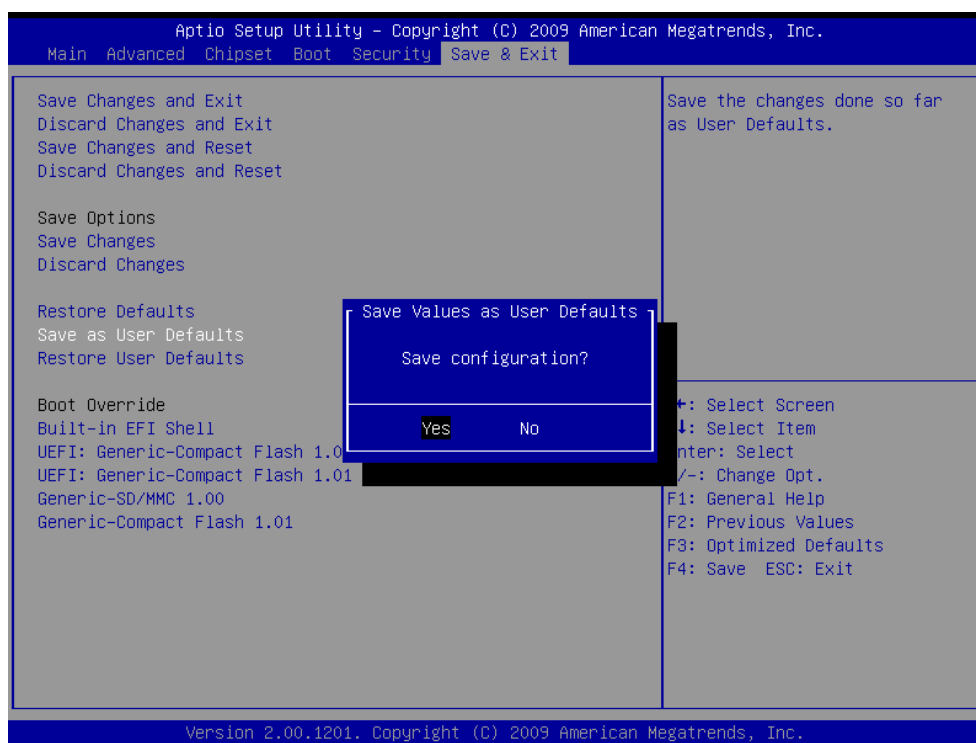 Aptio Setup Utility – Copyright (C) 2009 American Megatrends, Inc.
Main Advanced Chipset Boot Security Save & Exit
Save Changes and Exit
Discard Changes and Exit
Save Changes and Reset
Discard Changes and Reset
Save Options
Save Changes
Discard Changes
Restore Defaults
Save as User Defaults
Restore User Defaults
Boot Override
Built-in EFI Shell
UEFI: Generic-Compact Flash 1.0
UEFI: Generic-Compact Flash 1.01
Generic-SD/MMC 1.00
Generic-Compact Flash 1.01
Save Values as User Defaults
Save configuration?
Yes No
Save the changes done so far
as User Defaults.
←: Select Screen
↓: Select Item
nter: Select
/-: Change Opt.
F1: General Help
F2: Previous Values
F3: Optimized Defaults
F4: Save ESC: Exit
Version 2.00.1201. Copyright (C) 2009 American Megatrends, Inc.